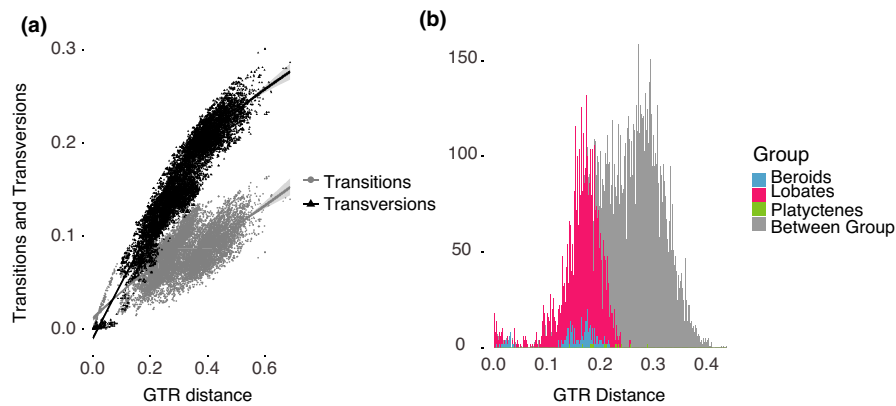 (a)
Transitions and Transversions
0.3
0.2
0.1
0.0
0.0 0.2 0.4 0.6
GTR distance
Transitions
Transversions
(b)
150
100
50
0
0.0 0.1 0.2 0.3 0.4
GTR Distance
Group
Beroids
Lobates
Platyctenes
Between Group